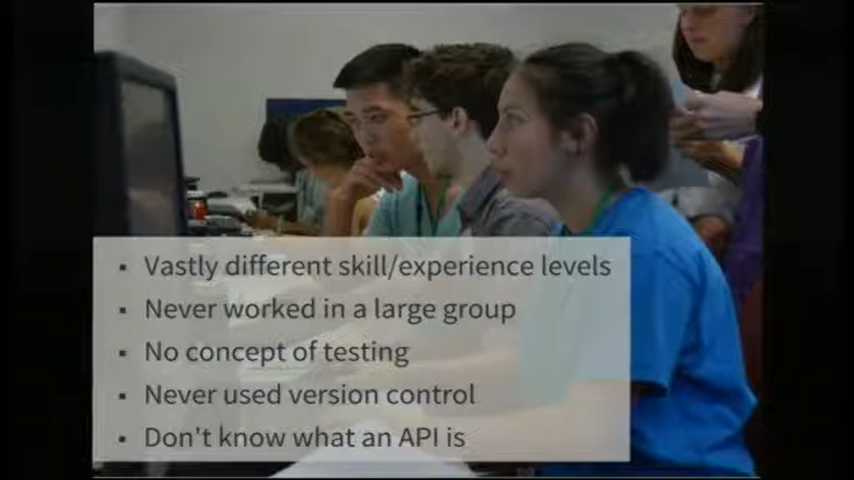 ▪ Vastly different skill/experience levels
▪ Never worked in a large group
▪ No concept of testing
▪ Never used version control
▪ Don't know what an API is